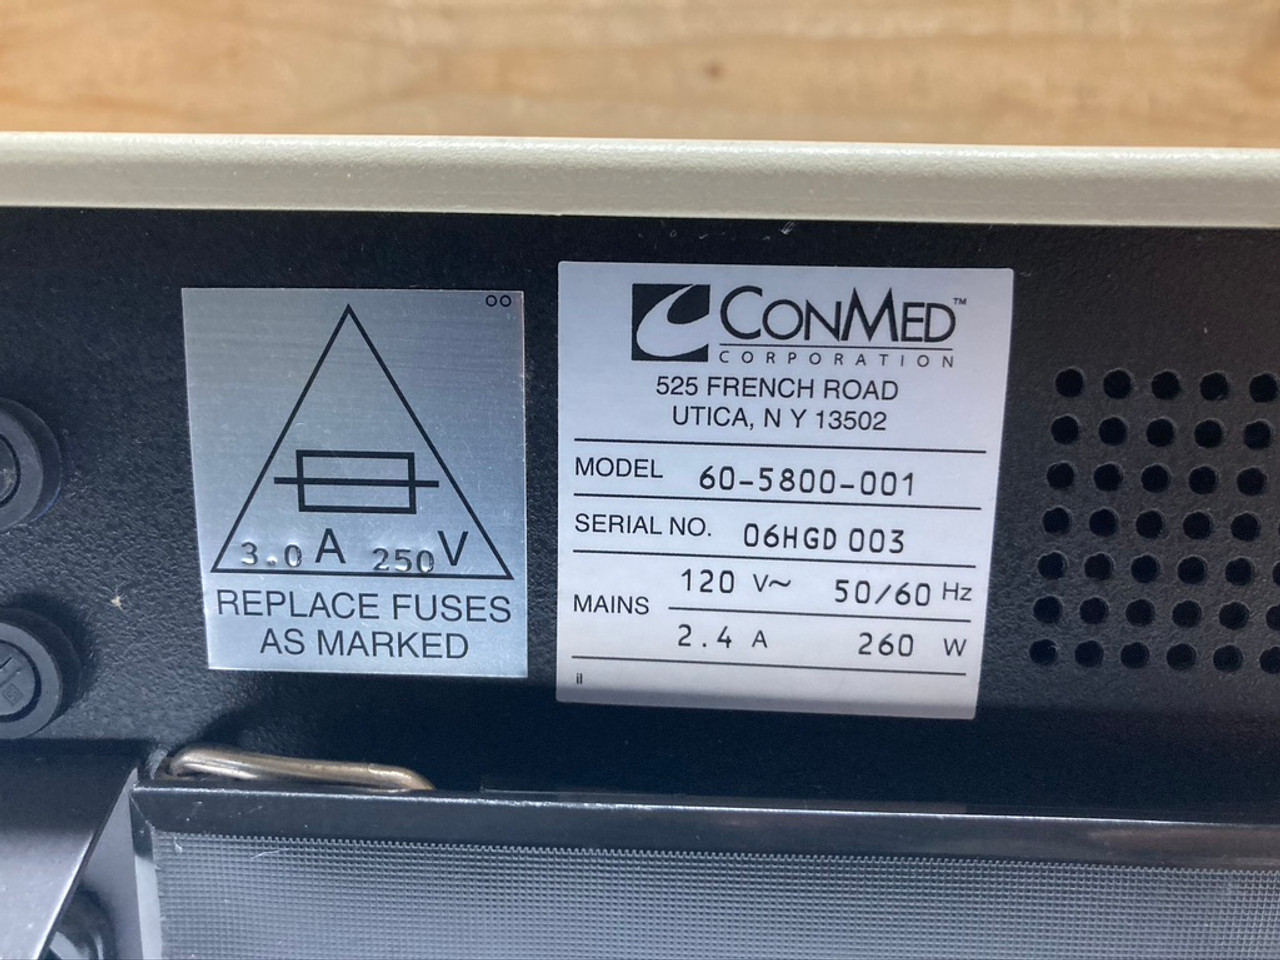 OO
3.0 A 250 V
REPLACE FUSES
AS MARKED
CONMED™
CORPORATION
525 FRENCH ROAD
UTICA, N Y 13502
MODEL 60-5800-001
SERIAL NO. 06HGD 003
MAINS 120 V~ 50/60 Hz
2.4 A 260 W